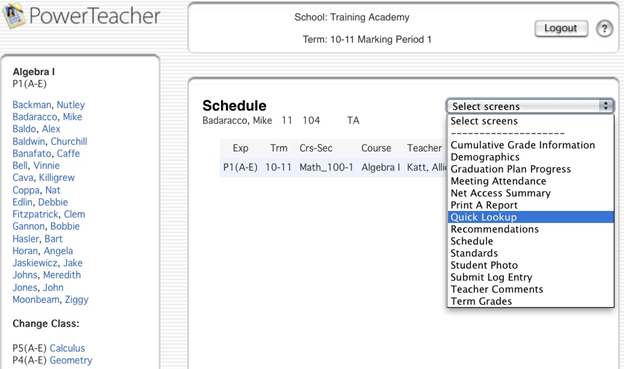 PowerTeacher
School: Training Academy
Term: 10-11 Marking Period 1
Logout
?
Algebra I
P1(A-E)
Backman, Nutley
Badaracco, Mike
Baldo, Alex
Baldwin, Churchill
Banafato, Caffe
Bell, Vinnie
Cava, Killigrew
Coppa, Nat
Edlin, Debbie
Fitzpatrick, Clem
Gannon, Bobbie
Hasler, Bart
Horan, Angela
Jaskiewicz, Jake
Johns, Meredith
Jones, John
Moonbeam, Ziggy
Change Class:
P5(A-E) Calculus
P4(A-E) Geometry
Schedule
Badaracco, Mike 11 104 TA
Exp Trm Crs-Sec Course Teacher
P1(A-E) 10-11 Math_100-1 Algebra I Katt, Alli
Select screens
Select screens
--------------------
Cumulative Grade Information
Demographics
Graduation Plan Progress
Meeting Attendance
Net Access Summary
Print A Report
Quick Lookup
Recommendations
Schedule
Standards
Student Photo
Submit Log Entry
Teacher Comments
Term Grades